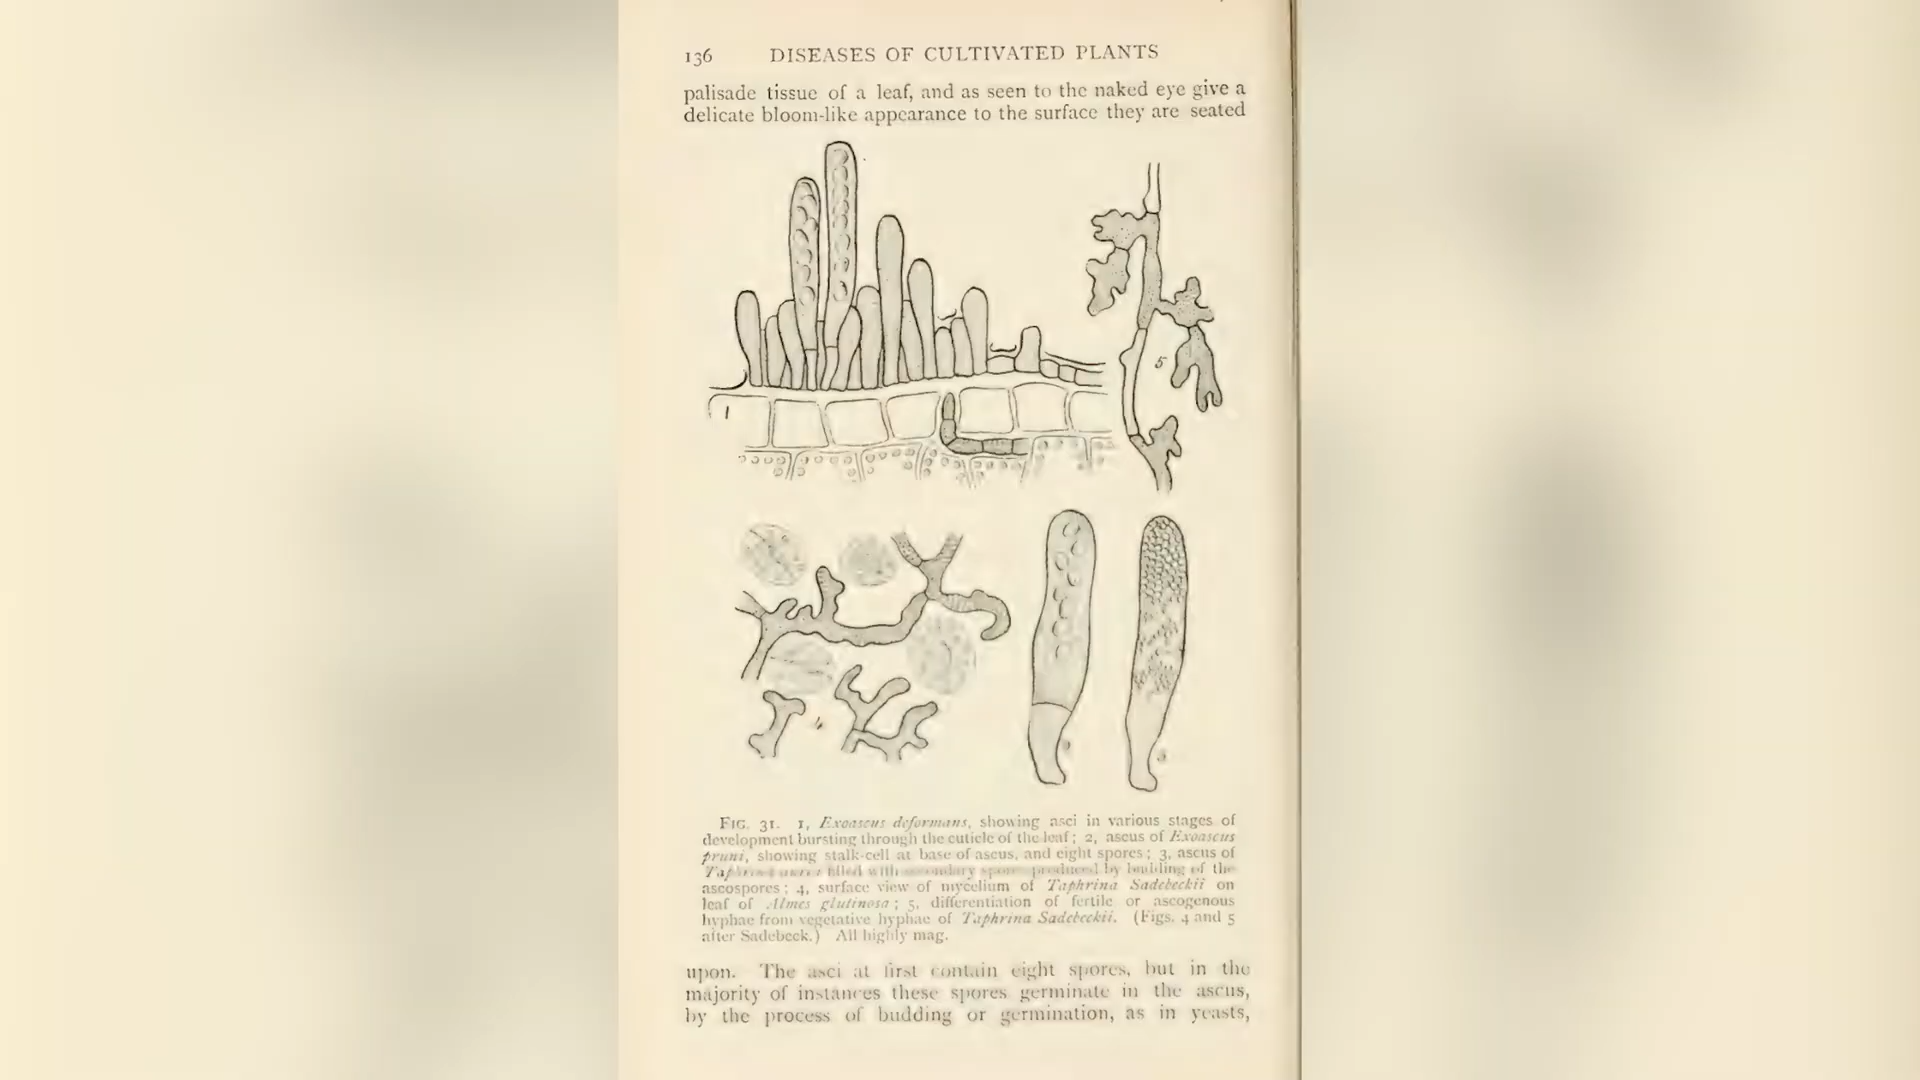 136 DISEASES OF CULTIVATED PLANTS
palisade tissue of a leaf, and as seen to the naked eye give a
delicate bloom-like appearance to the surface they are seated
5
1
4
FIG. 31. 1, Exoascus deformans, showing asci in various stages of
development bursting through the cuticle of the leaf; 2, ascus of Exoascus
pruni, showing stalk-cell at base of ascus, and eight spores; 3, ascus of
filled with secondary spores produced by budding of the
ascospores; 4, surface view of mycelium of Taphrina Sadebeckii on
leaf of Alnus glutinosa; 5, differentiation of fertile or ascogenous
hyphae from vegetative hyphae of Taphrina Sadebeckii. (Figs. 4 and 5
after Sadebeck.) All highly mag.
upon. The asci at first contain eight spores, but in the
majority of instances these spores germinate in the ascus,
by the process of budding or germination, as in yeasts,